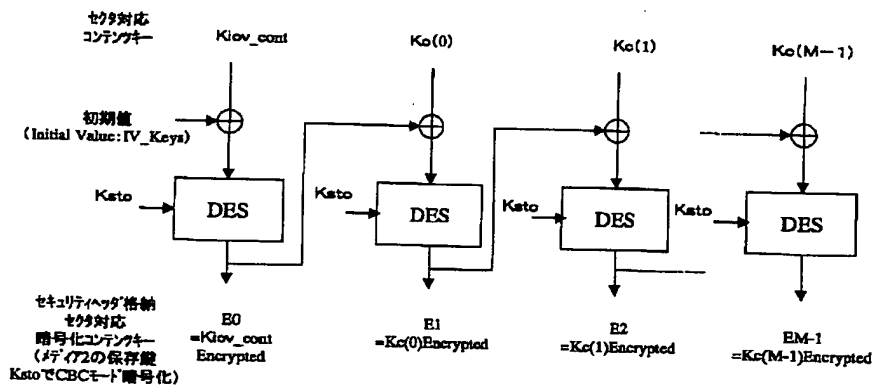 セクタ対応
コンテンツキー
Kicv_cont
Kc(0)
Kc(1)
Kc(M-1)
初期値
(Initial Value:IV_Keys)
Ksto
DES
Ksto
DES
Ksto
DES
Ksto
DES
セキュリティヘッダ格納
セクタ対応
暗号化コンテンツキー
(メディア2の保存鍵
KstoでCBCモード暗号化)
E0
=Kicv_cont
Encrypted
E1
=Kc(0)Encrypted
E2
=Kc(1)Encrypted
EM-1
=Kc(M-1)Encrypted